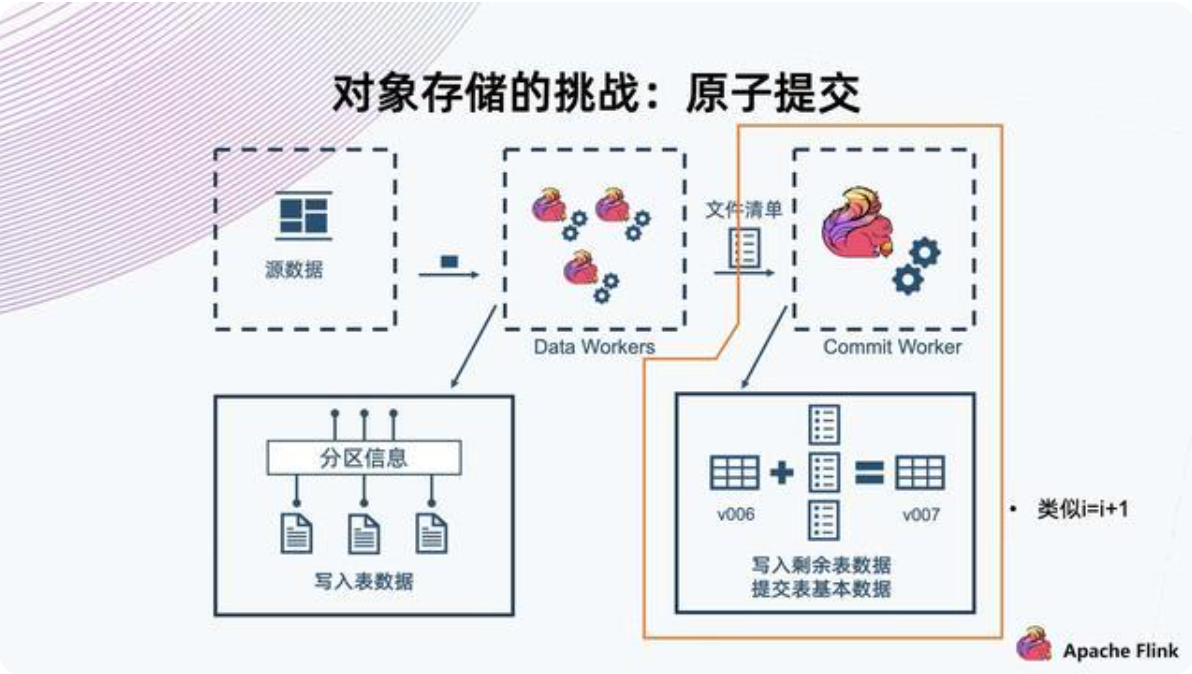 对象存储的挑战：原子提交
源数据
文件清单
Data Workers
Commit Worker
分区信息
写入表数据
v006
v007
写入剩余表数据
提交表基本数据
• 类似i=i+1
Apache Flink